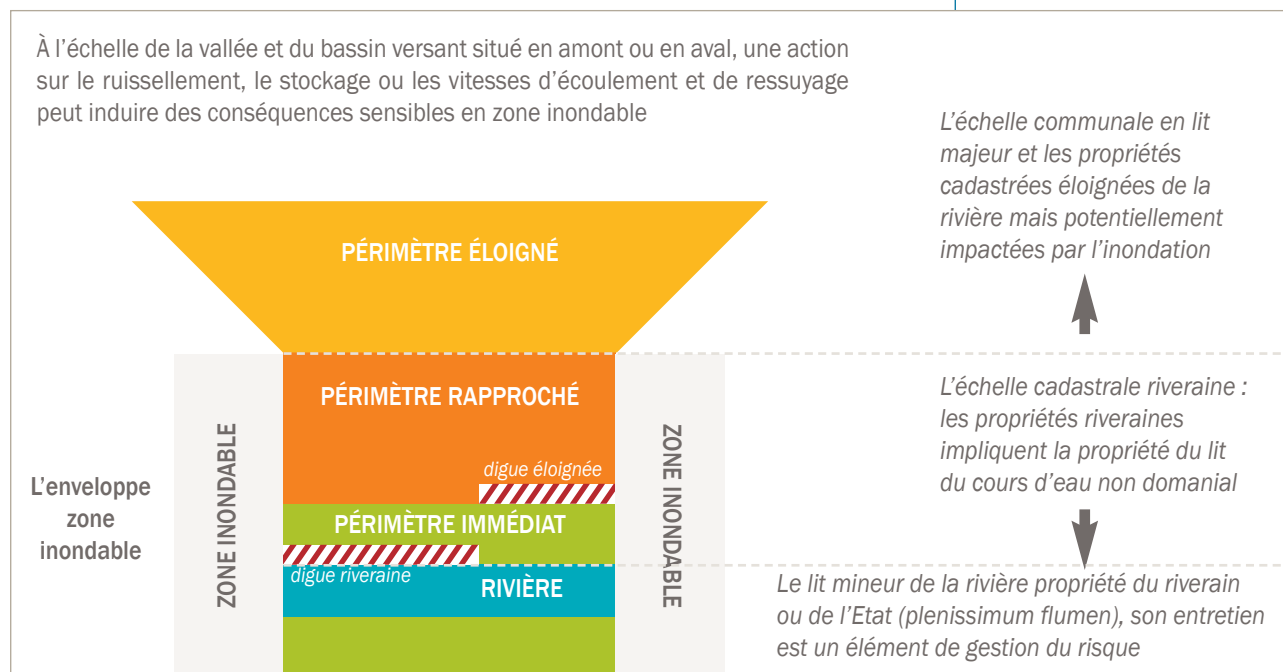 À l’échelle de la vallée et du bassin versant situé en amont ou en aval, une action
sur le ruissellement, le stockage ou les vitesses d’écoulement et de ressuyage
peut induire des conséquences sensibles en zone inondable
L’échelle communale en lit
majeur et les propriétés
cadastrées éloignées de la
rivière mais potentiellement
impactées par l’inondation
PÉRIMÈTRE ÉLOIGNÉ
PÉRIMÈTRE RAPPROCHÉ
L’échelle cadastrale riveraine :
les propriétés riveraines
impliquent la propriété du lit
du cours d’eau non domanial
ZONE INONDABLE
ZONE INONDABLE
digue éloignée
L’enveloppe
zone
inondable
PÉRIMÈTRE IMMÉDIAT
digue riveraine
RIVIÈRE
Le lit mineur de la rivière propriété du riverain
ou de l’Etat (plenissimum flumen), son entretien
est un élément de gestion du risque